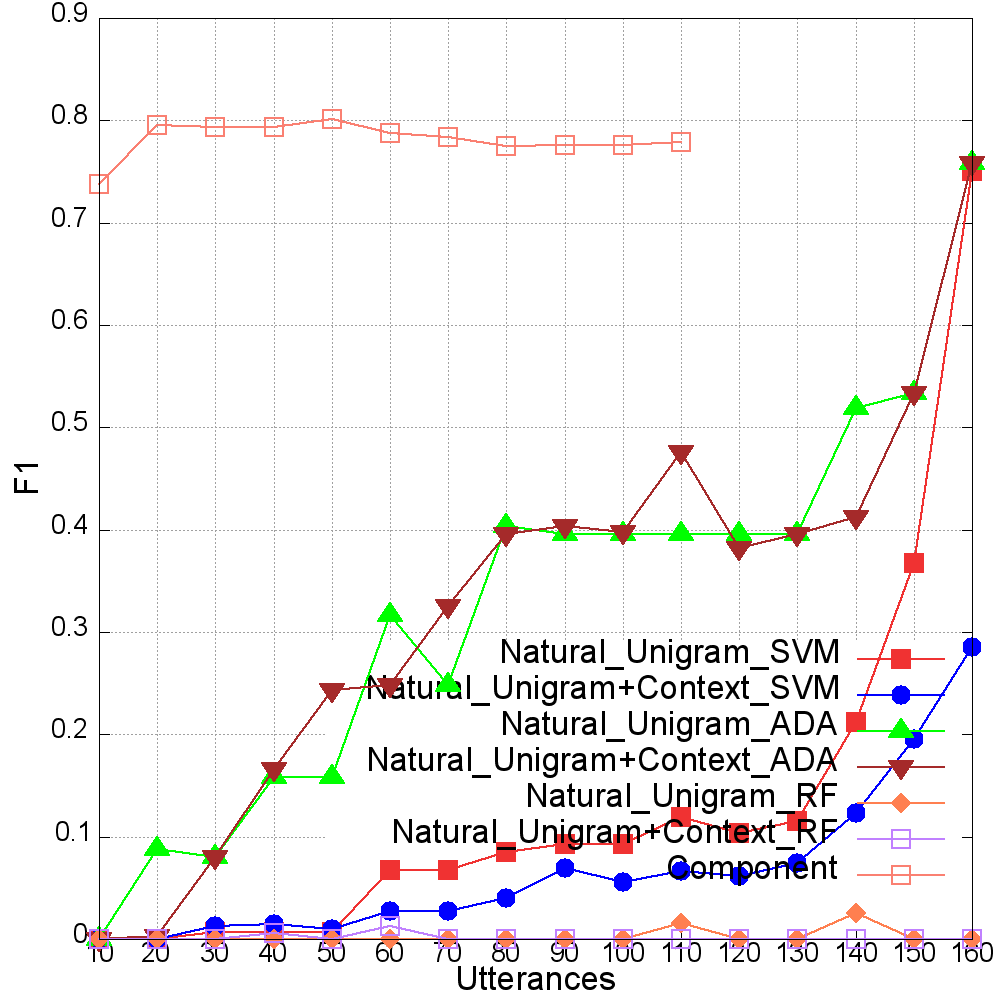 0.9
0.8
0.7
0.6
0.5
0.4
0.3
0.2
0.1
0
F1
Natural_Unigram_SVM
Natural_Unigram+Context_SVM
Natural_Unigram_ADA
Natural_Unigram+Context_ADA
Natural_Unigram_RF
Natural_Unigram+Context_RF
Component
10 20 30 40 50 60 70 80 90 100 110 120 130 140 150 160
Utterances